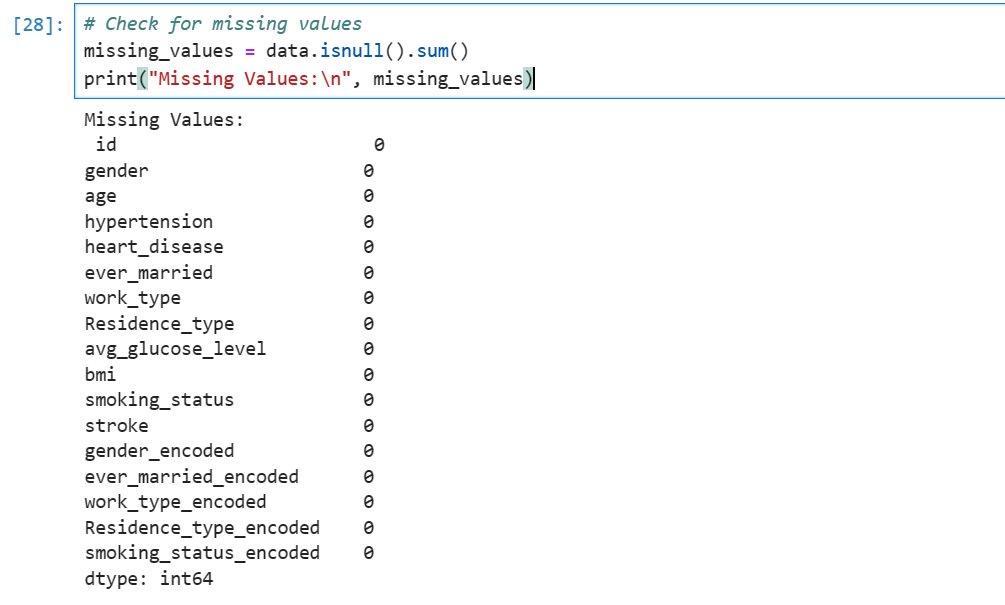 [28]: # Check for missing values
missing_values = data.isnull().sum()
print("Missing Values:\n", missing_values)
Missing Values:
 id                        0
gender                    0
age                       0
hypertension              0
heart_disease             0
ever_married              0
work_type                 0
Residence_type            0
avg_glucose_level         0
bmi                       0
smoking_status            0
stroke                    0
gender_encoded            0
ever_married_encoded      0
work_type_encoded         0
Residence_type_encoded    0
smoking_status_encoded    0
dtype: int64